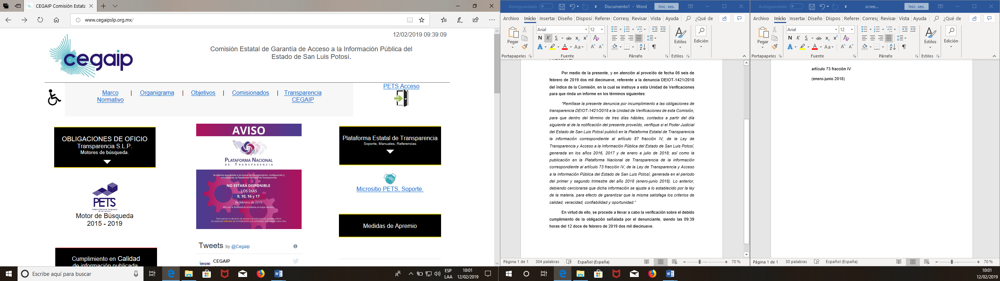 CEGAIP Comisión Estata
www.cegaipslp.org.mx/
12/02/2019 09:39:09
cegaip
Comisión Estatal de Garantía de Acceso a la Información Pública del
Estado de San Luis Potosí.
PETS Acceso
Marco
Normativo
| Organigrama | Objetivos | Comisionados | Transparencia
CEGAIP
OBLIGACIONES DE OFICIO
Transparencia S.L.P.
Motores de búsqueda.
PETS
Motor de Búsqueda
2015 - 2019
Cumplimiento en Calidad
de información publicada
AVISO
PLATAFORMA NACIONAL
DE TRANSPARENCIA
Se informa que debido a las tareas de mantenimiento, configuración y
actualización, la Plataforma Nacional de Transparencia
NO ESTARÁ DISPONIBLE
LOS DÍAS
9, 10, 16 y 17
de febrero de 2019.
Ello con la finalidad de brindarte un mejor servicio.
Para ejercer tu derecho de acceso a la información, puedes utilizar
los sistemas Infomex de la Federación y las entidades federativas estos días.
Tweets by @Cegaip
cegaip
CEGAIP
Plataforma Estatal de Transparencia
Soporte, Manuales, Referencias
Micrositio PETS, Soporte.
Medidas de Apremio
Escribe aquí para buscar
ESP
LAA
10:01
12/02/2019
Autoguardado
Documento1 - Word
Inic. ses.
Archivo Inicio Insertar Diseño Disposi Referen Corresp Revisar Vista Ayuda ¿Qué de
Pegar
Arial
12
N K S ab x₂ x²
A A Aa A A
Estilos
Edición
Portapapeles Fuente Párrafo Estilos
PRESENTE.
Por medio de la presente, y en atención al proveído de fecha 06 seis de
febrero de 2019 dos mil diecinueve, referente a la denuncia DEIOT-1421/2018
del índice de la Comisión, en la cual se instruye a esta Unidad de Verificaciones
para que rinda un informe en los términos siguientes:
"Remítase la presente denuncia por incumplimiento a las obligaciones de
transparencia DEIOT-1421/2018 a la Unidad de Verificaciones de esta Comisión,
para que dentro del término de tres días hábiles, contados a partir del día
siguiente al de la notificación del presente proveído, verifique si el Poder Judicial
del Estado de San Luis Potosí publicó en la Plataforma Estatal de Transparencia
la información correspondiente al artículo 87 fracción IV, de la Ley de
Transparencia y Acceso a la Información Pública del Estado de San Luis Potosí,
generada en los años 2016, 2017 y de enero a julio de 2018; así como la
publicación en la Plataforma Nacional de Transparencia de la información
correspondiente al artículo 73 fracción IV, de la Ley de Transparencia y Acceso
a la Información Pública del Estado de San Luis Potosí, generada en el periodo
del primer y segundo trimestre del año 2018 (enero-junio 2018). Lo anterior,
debiendo cerciorarse que dicha información se ajuste a lo establecido por la ley
de la materia, para efecto de garantizar que la misma satisfaga los criterios de
calidad, veracidad, confiabilidad y oportunidad."
En virtud de ello, se procede a llevar a cabo la verificación sobre el debido
cumplimiento de la obligación señalada por el denunciante, siendo las 09:39
horas del 12 doce de febrero de 2019 dos mil diecinueve.
Página 1 de 1 304 palabras Español (España) 70 %
Autoguardado
scree...
Inic. ses.
Archivo Inicio Insertar Diseño Dispos Referer Corresp Revisar Vista Ayuda ¿Qué de
Pegar
Arial
12
N K S ab x₂ x²
A A Aa A A
Estilos
Edición
Portapapeles Fuente Párrafo Estilos
artículo 73 fracción IV
(enero-junio 2018)
Página 1 de 1 30 palabras Español (España) 70 %
10:01
12/02/2019